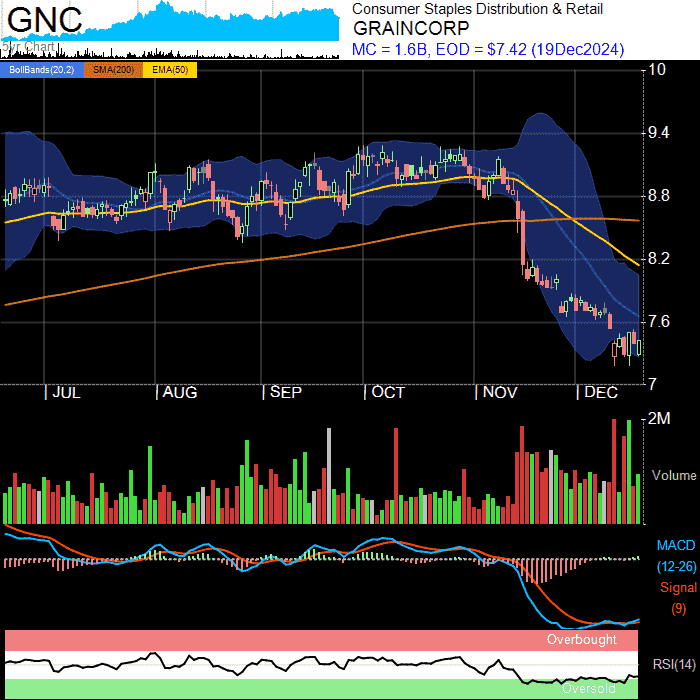 GNC
5yr Chart
Consumer Staples Distribution & Retail
GRAINCORP
MC = 1.6B, EOD = $7.42 (19Dec2024)
BollBands(20,2) SMA(200) EMA(50)
10
9.4
8.8
8.2
7.6
7
| JUL | AUG | SEP | OCT | NOV | DEC
2M
Volume
MACD
(12-26)
Signal
(9)
Overbought
RSI(14)
Oversold